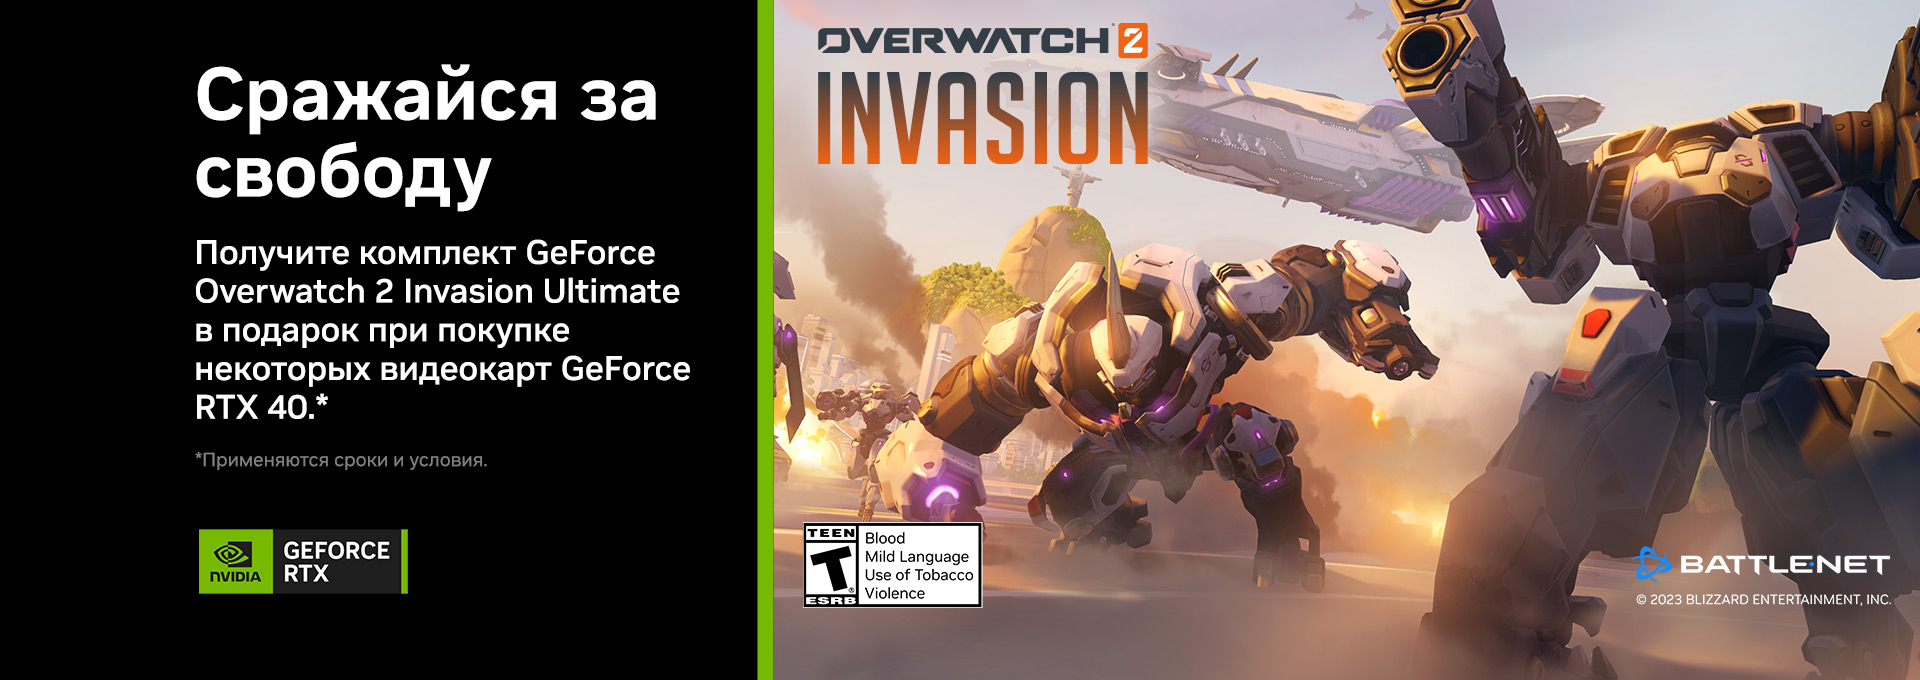 Сражайся за
свободу
Получите комплект GeForce
Overwatch 2 Invasion Ultimate
в подарок при покупке
некоторых видеокарт GeForce
RTX 40.*
*Применяются сроки и условия.
NVIDIA
GEFORCE
RTX
OVERWATCH 2
INVASION
TEEN
T
ESRB
Blood
Mild Language
Use of Tobacco
Violence
BATTLE.NET
© 2023 BLIZZARD ENTERTAINMENT, INC.